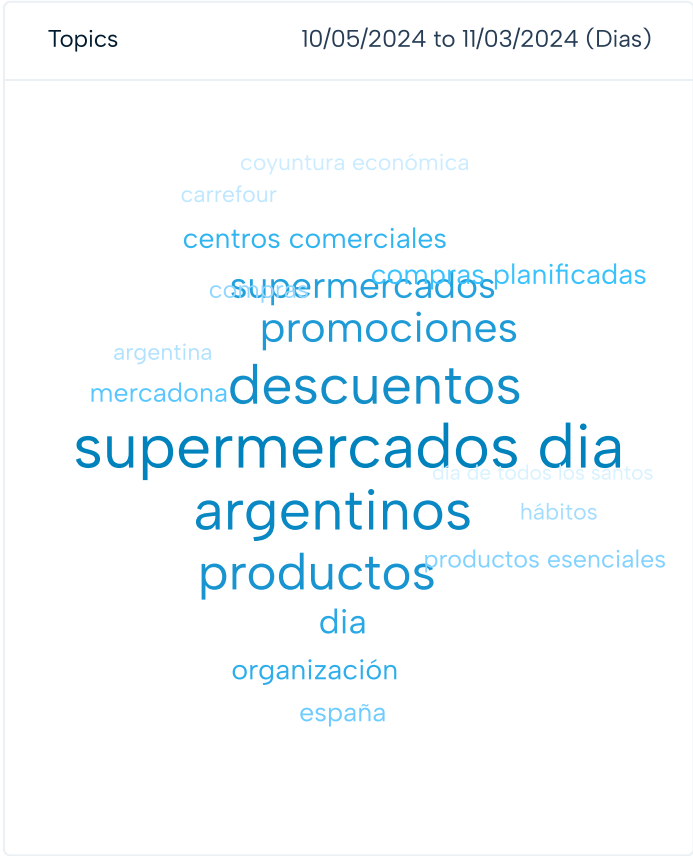 Topics
10/05/2024 to 11/03/2024 (Dias)
coyuntura económica
carrefour
centros comerciales
compras planificadas
supermercados
compras
promociones
argentina
descuentos
mercadona
supermercados dia
dia de todos los santos
argentinos
hábitos
productos esenciales
productos
dia
organización
españa